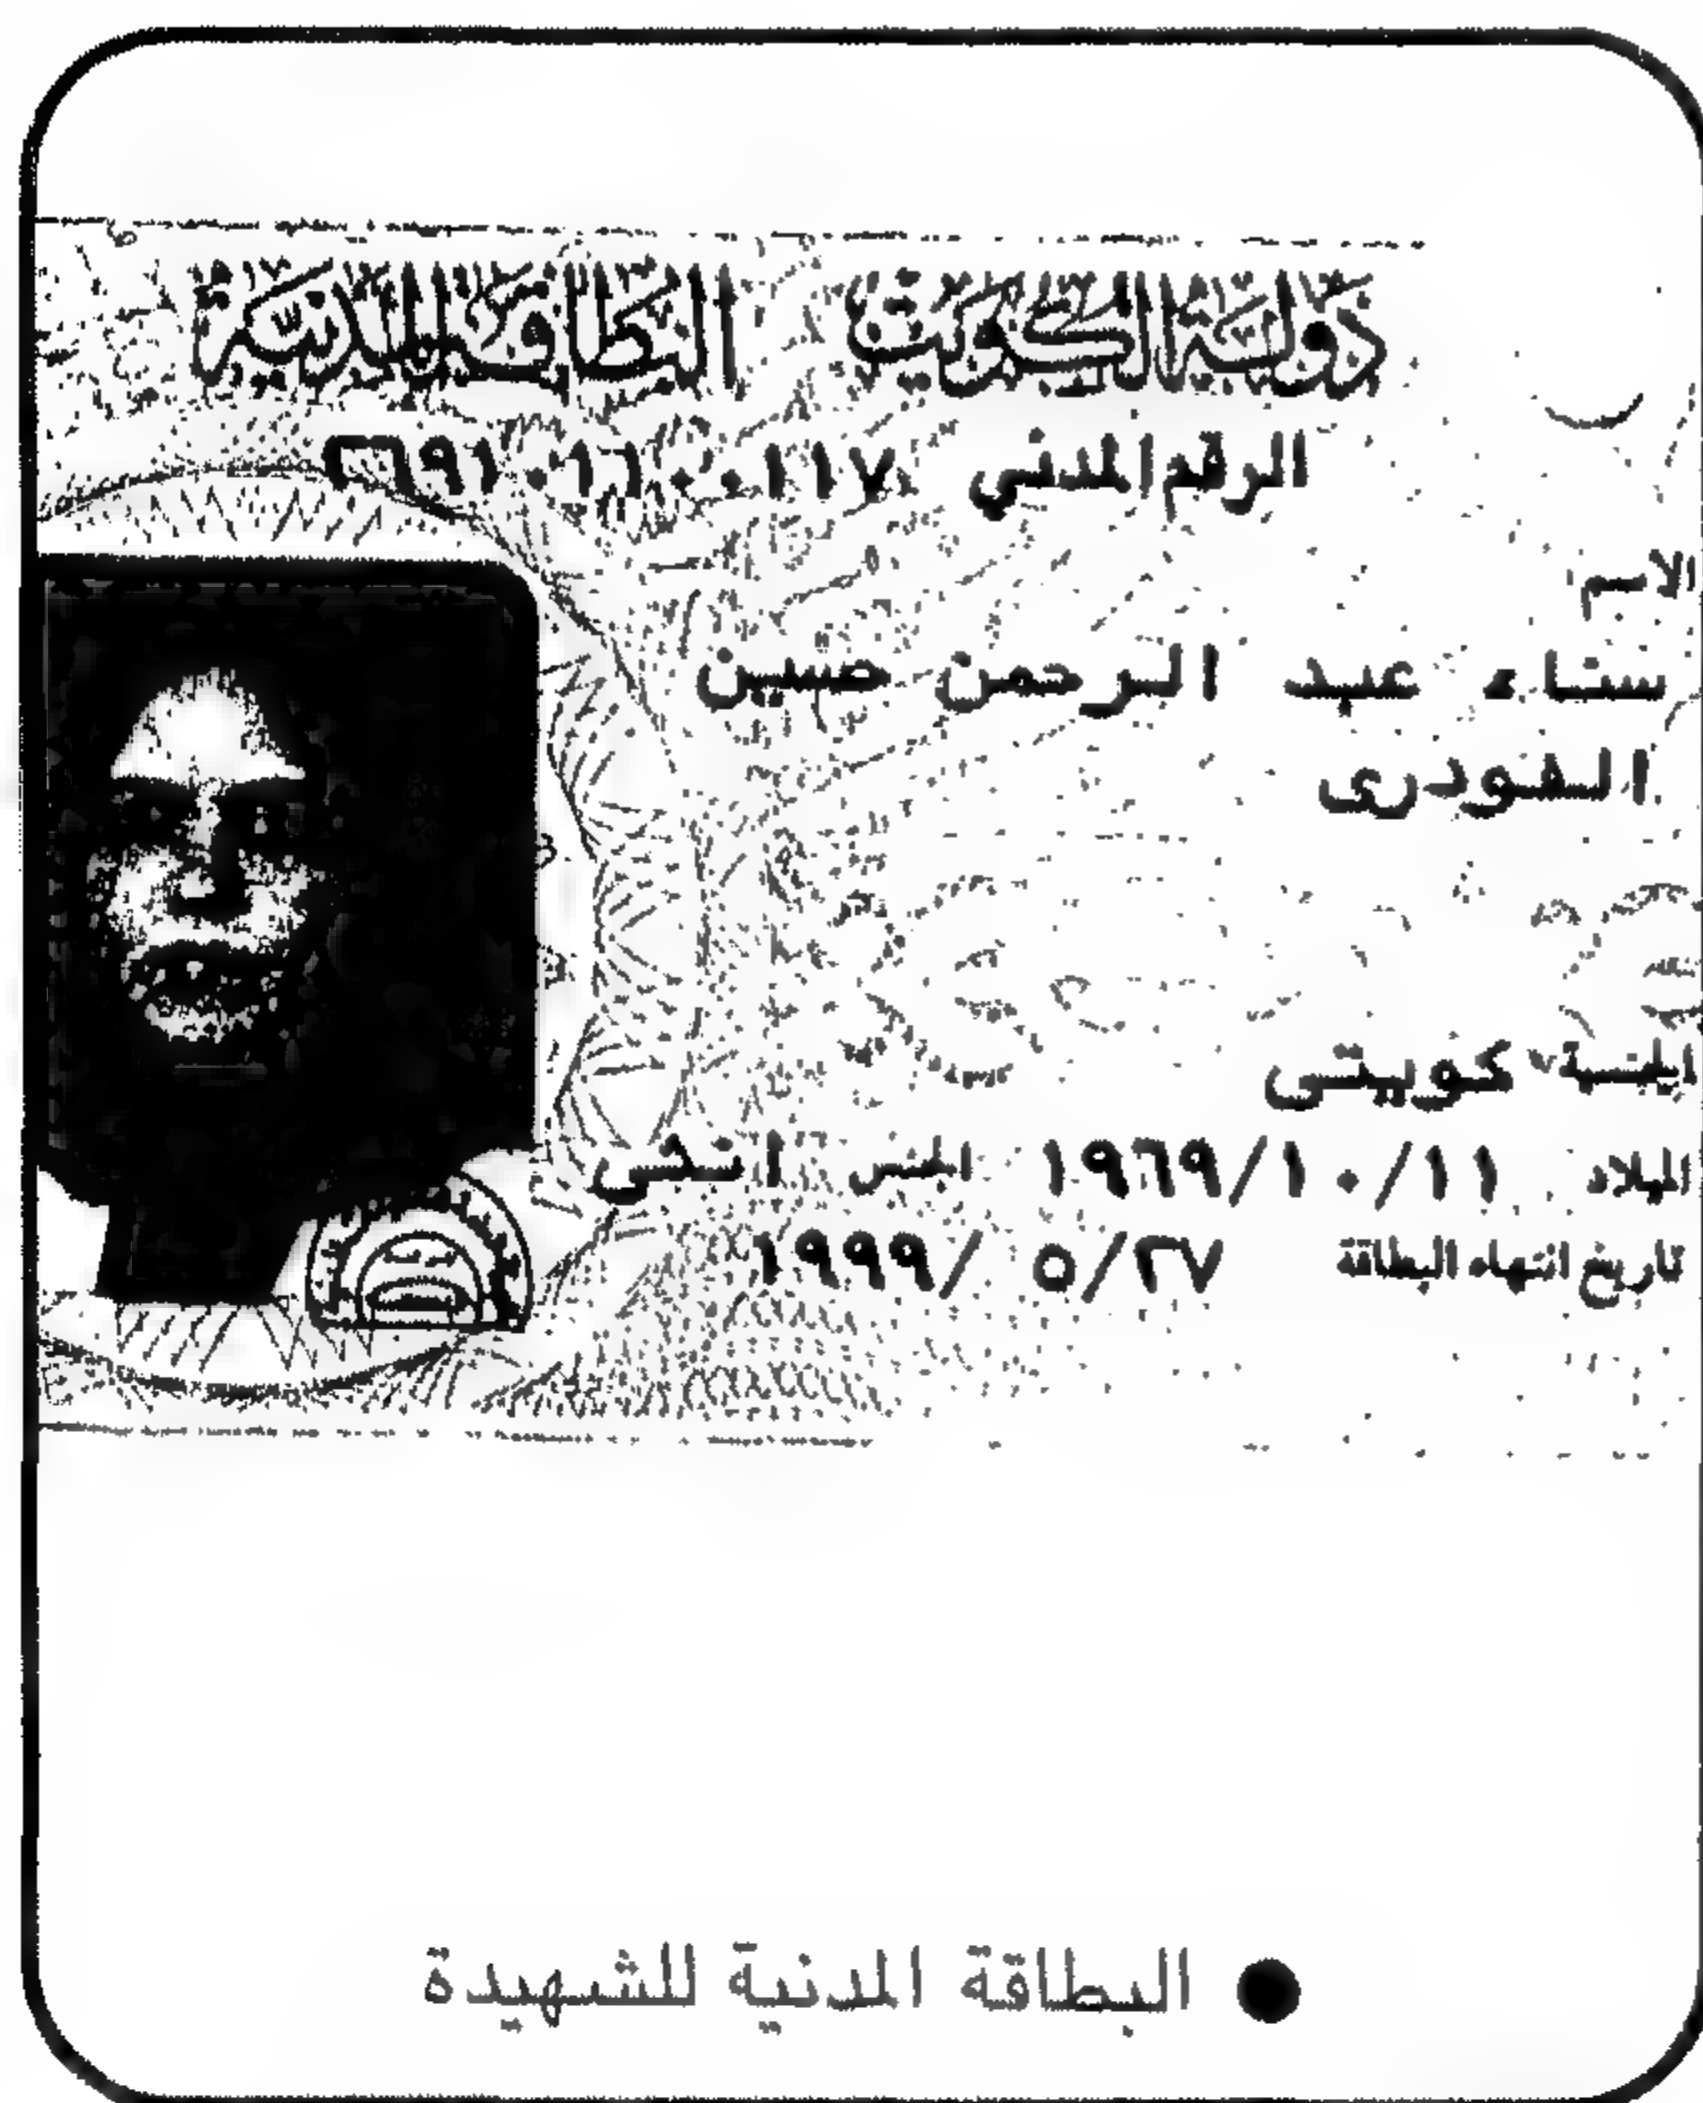 دولة الكويت البطاقة المدنية
الرقم المدني ٢٦٩١٠١١٠٠١١٧
الاسم
سناء عبد الرحمن حسين
الفودرى
الجنسية كويتى
الميلاد ١٩٦٩/١٠/١١ الجنس انثى
تاريخ انتهاء البطاقة ١٩٩٩/ ٥/٢٧
● البطاقة المدنية للشهيدة